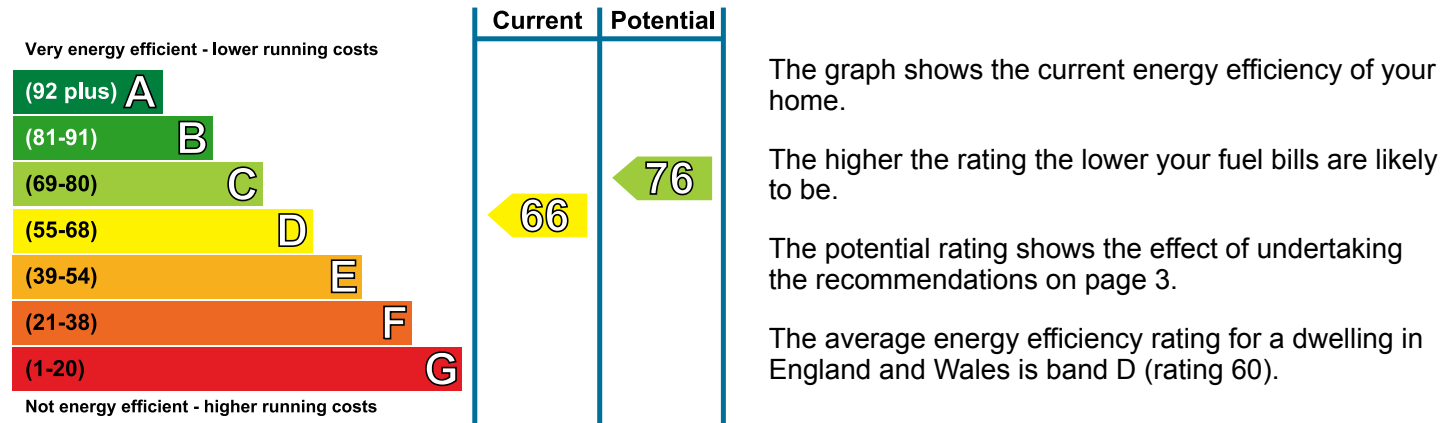 Current Potential
Very energy efficient - lower running costs
(92 plus) A
(81-91) B
(69-80) C
(55-68) D
(39-54) E
(21-38) F
(1-20) G
Not energy efficient - higher running costs
66
76
The graph shows the current energy efficiency of your
home.
The higher the rating the lower your fuel bills are likely
to be.
The potential rating shows the effect of undertaking
the recommendations on page 3.
The average energy efficiency rating for a dwelling in
England and Wales is band D (rating 60).